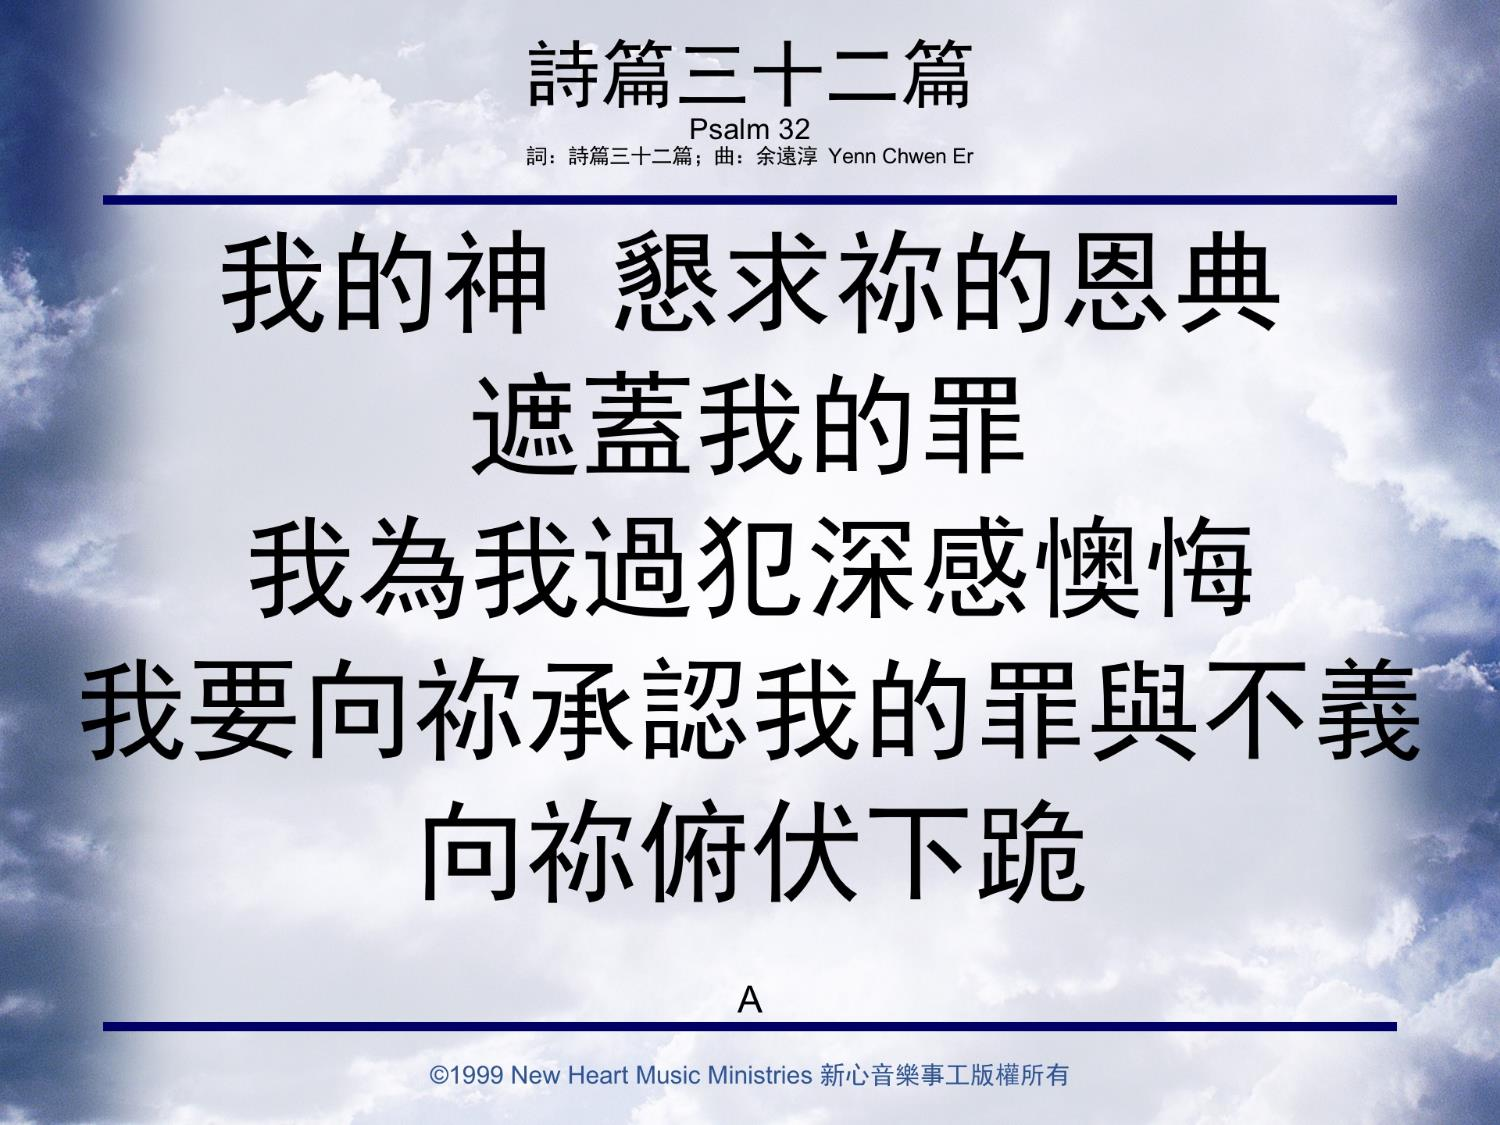 詩篇三十二篇
Psalm 32
詞：詩篇三十二篇；曲：余遠淳 Yenn Chwen Er
我的神 懇求祢的恩典
遮蓋我的罪
我為我過犯深感懊悔
我要向祢承認我的罪與不義
向祢俯伏下跪
A
©1999 New Heart Music Ministries 新心音樂事工版權所有